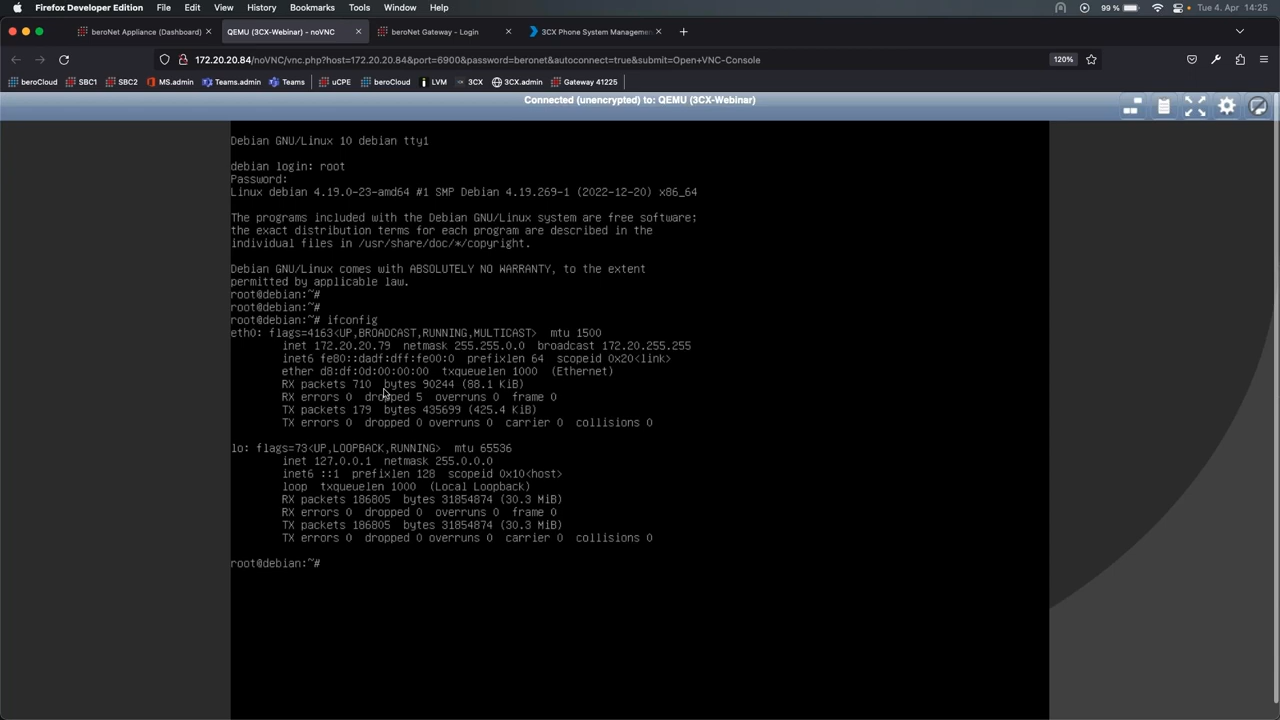 Firefox Developer Edition File Edit View History Bookmarks Tools Window Help 99 % Tue 4. Apr 14:25
beroNet Appliance (Dashboard) × QEMU (3CX-Webinar) - noVNC × beroNet Gateway - Login × 3CX Phone System Manageme × +
172.20.20.84/noVNC/vnc.php?host=172.20.20.84&port=6900&password=beronet&autoconnect=true&submit=Open+VNC-Console 120%
beroCloud SBC1 SBC2 MS.admin Teams.admin Teams uCPE beroCloud LVM 3CX 3CX.admin Gateway 41225
Connected (unencrypted) to: QEMU (3CX-Webinar)
Debian GNU/Linux 10 debian tty1
debian login: root
Password:
Linux debian 4.19.0-23-amd64 #1 SMP Debian 4.19.269-1 (2022-12-20) x86_64
The programs included with the Debian GNU/Linux system are free software;
the exact distribution terms for each program are described in the
individual files in /usr/share/doc/*/copyright.
Debian GNU/Linux comes with ABSOLUTELY NO WARRANTY, to the extent
permitted by applicable law.
root@debian:~#
root@debian:~#
root@debian:~# ifconfig
eth0: flags=4163<UP,BROADCAST,RUNNING,MULTICAST> mtu 1500
inet 172.20.20.79 netmask 255.255.0.0 broadcast 172.20.255.255
inet6 fe80::dadf:dff:fe00:0 prefixlen 64 scopeid 0x20<link>
ether d8:df:0d:00:00:00 txqueuelen 1000 (Ethernet)
RX packets 710 bytes 90244 (88.1 KiB)
RX errors 0 dropped 5 overruns 0 frame 0
TX packets 179 bytes 435699 (425.4 KiB)
TX errors 0 dropped 0 overruns 0 carrier 0 collisions 0
lo: flags=73<UP,LOOPBACK,RUNNING> mtu 65536
inet 127.0.0.1 netmask 255.0.0.0
inet6 ::1 prefixlen 128 scopeid 0x10<host>
loop txqueuelen 1000 (Local Loopback)
RX packets 186805 bytes 31854874 (30.3 MiB)
RX errors 0 dropped 0 overruns 0 frame 0
TX packets 186805 bytes 31854874 (30.3 MiB)
TX errors 0 dropped 0 overruns 0 carrier 0 collisions 0
root@debian:~#